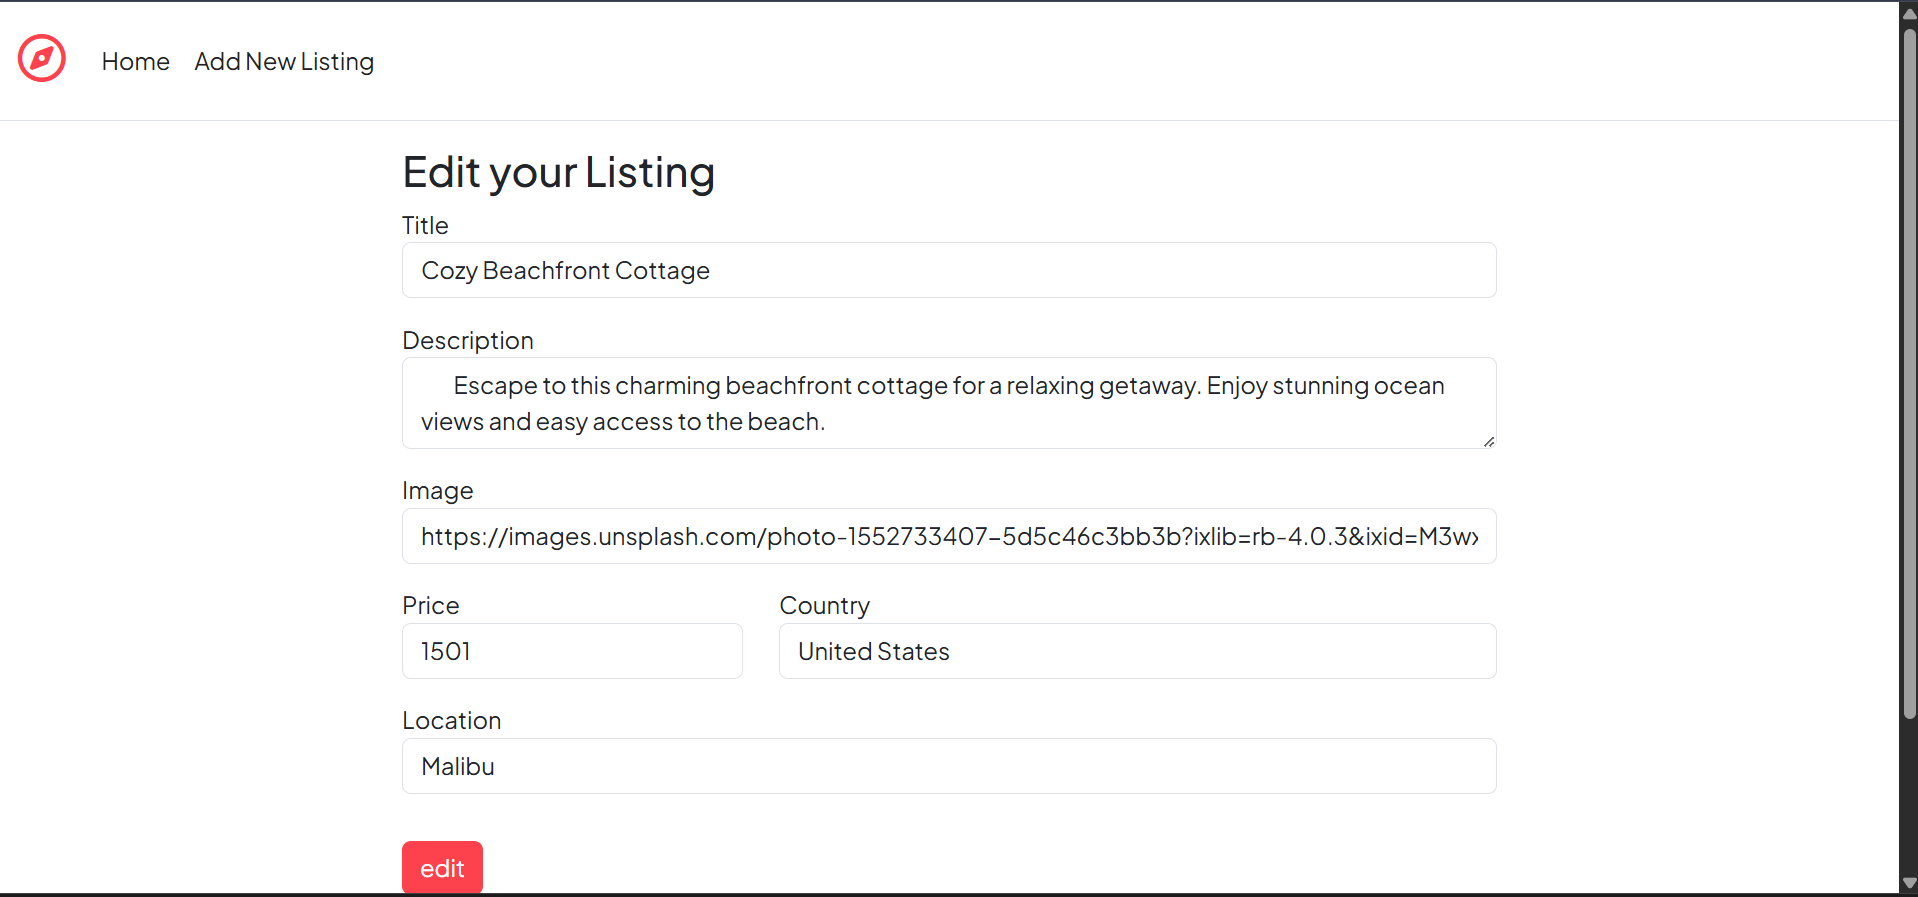 Home Add New Listing
Edit your Listing
Title
Cozy Beachfront Cottage
Description
Escape to this charming beachfront cottage for a relaxing getaway. Enjoy stunning ocean
views and easy access to the beach.
Image
https://images.unsplash.com/photo-1552733407-5d5c46c3bb3b?ixlib=rb-4.0.3&ixid=M3wx
Price Country
1501 United States
Location
Malibu
edit